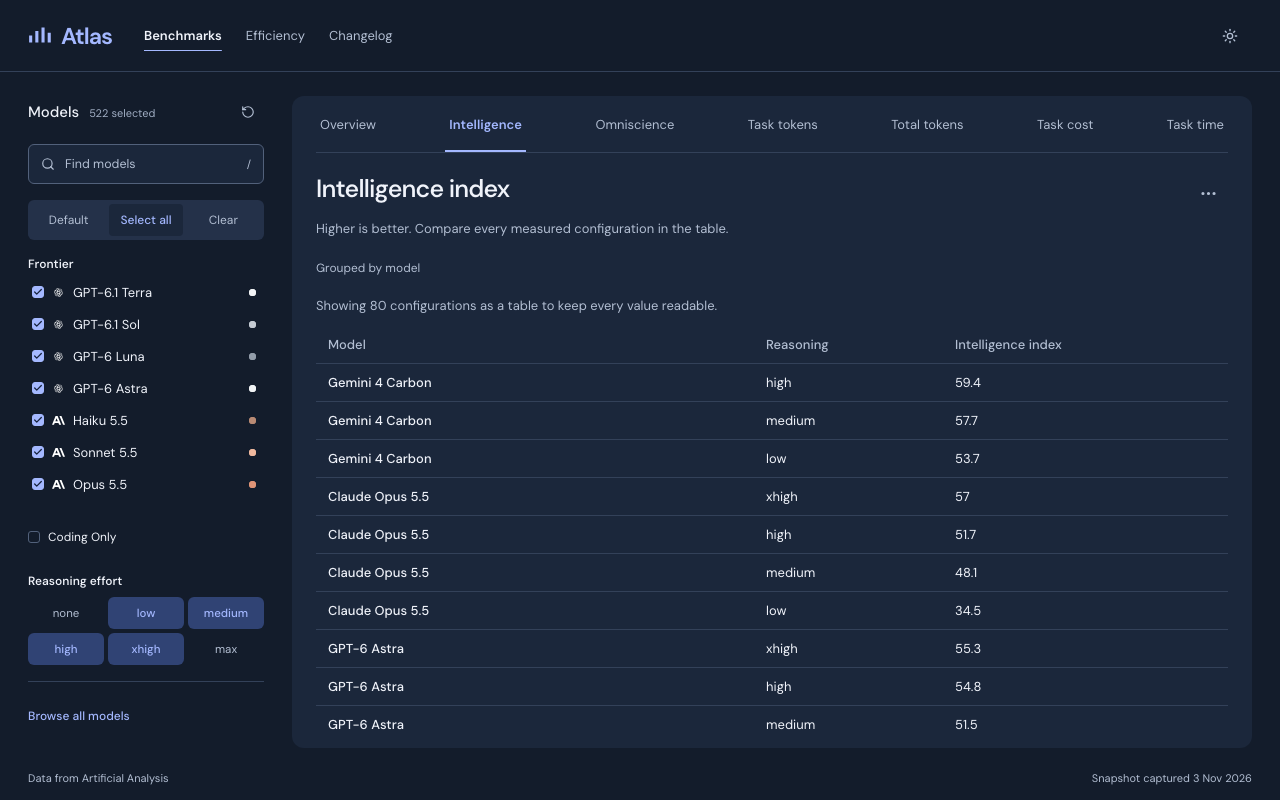 Atlas
Benchmarks Efficiency Changelog
Models 522 selected
Find models /
Default Select all Clear
Frontier
GPT-6.1 Terra
GPT-6.1 Sol
GPT-6 Luna
GPT-6 Astra
Haiku 5.5
Sonnet 5.5
Opus 5.5
Coding Only
Reasoning effort
none low medium
high xhigh max
Browse all models
Overview Intelligence Omniscience Task tokens Total tokens Task cost Task time
Intelligence index
Higher is better. Compare every measured configuration in the table.
Grouped by model
Showing 80 configurations as a table to keep every value readable.
Model Reasoning Intelligence index
Gemini 4 Carbon high 59.4
Gemini 4 Carbon medium 57.7
Gemini 4 Carbon low 53.7
Claude Opus 5.5 xhigh 57
Claude Opus 5.5 high 51.7
Claude Opus 5.5 medium 48.1
Claude Opus 5.5 low 34.5
GPT-6 Astra xhigh 55.3
GPT-6 Astra high 54.8
GPT-6 Astra medium 51.5
Data from Artificial Analysis
Snapshot captured 3 Nov 2026